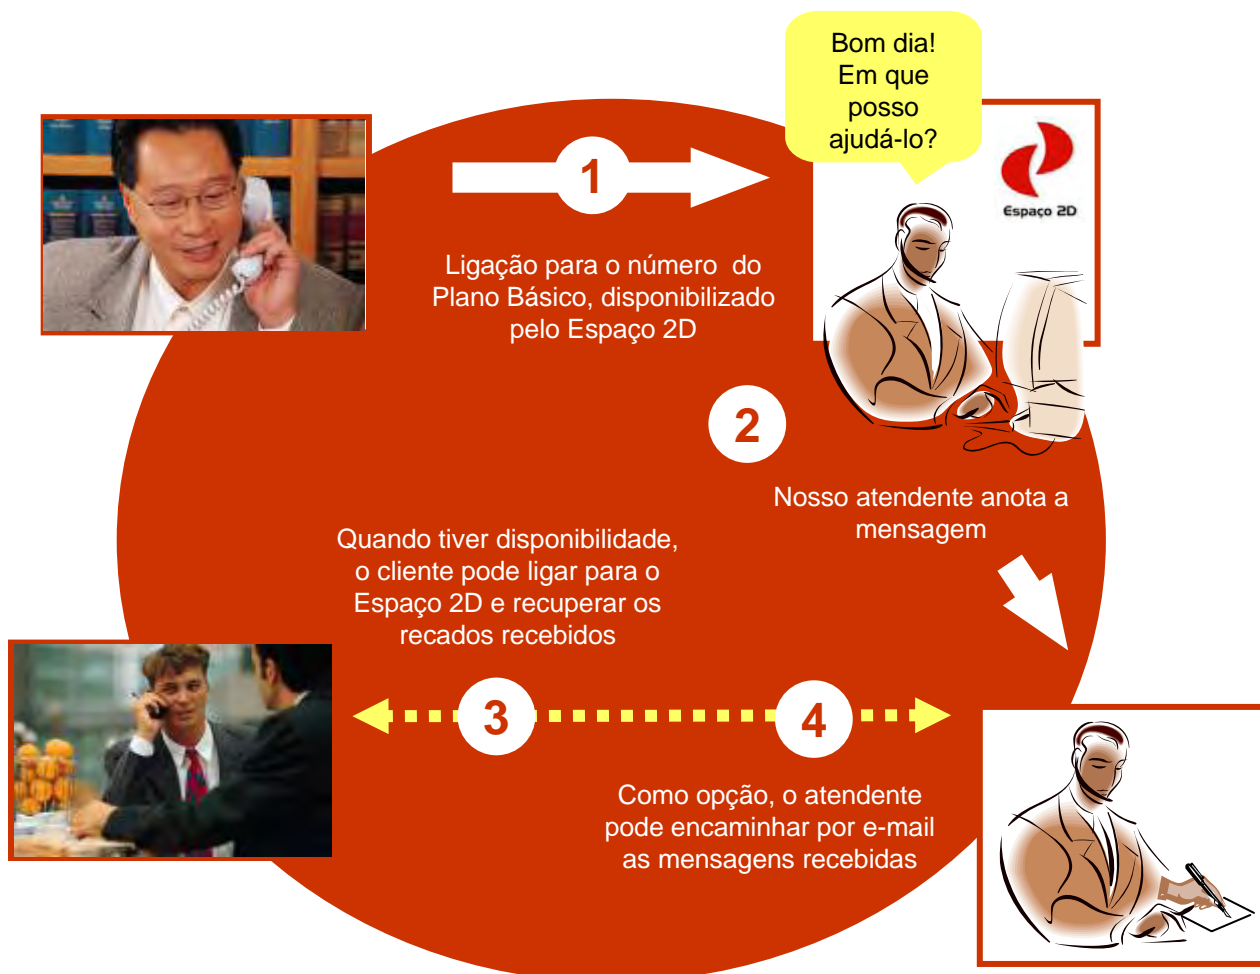 Bom dia!
Em que
posso
ajudá-lo?
Espaço 2D
1
Ligação para o número do
Plano Básico, disponibilizado
pelo Espaço 2D
2
Nosso atendente anota a
mensagem
Quando tiver disponibilidade,
o cliente pode ligar para o
Espaço 2D e recuperar os
recados recebidos
3
4
Como opção, o atendente
pode encaminhar por e-mail
as mensagens recebidas